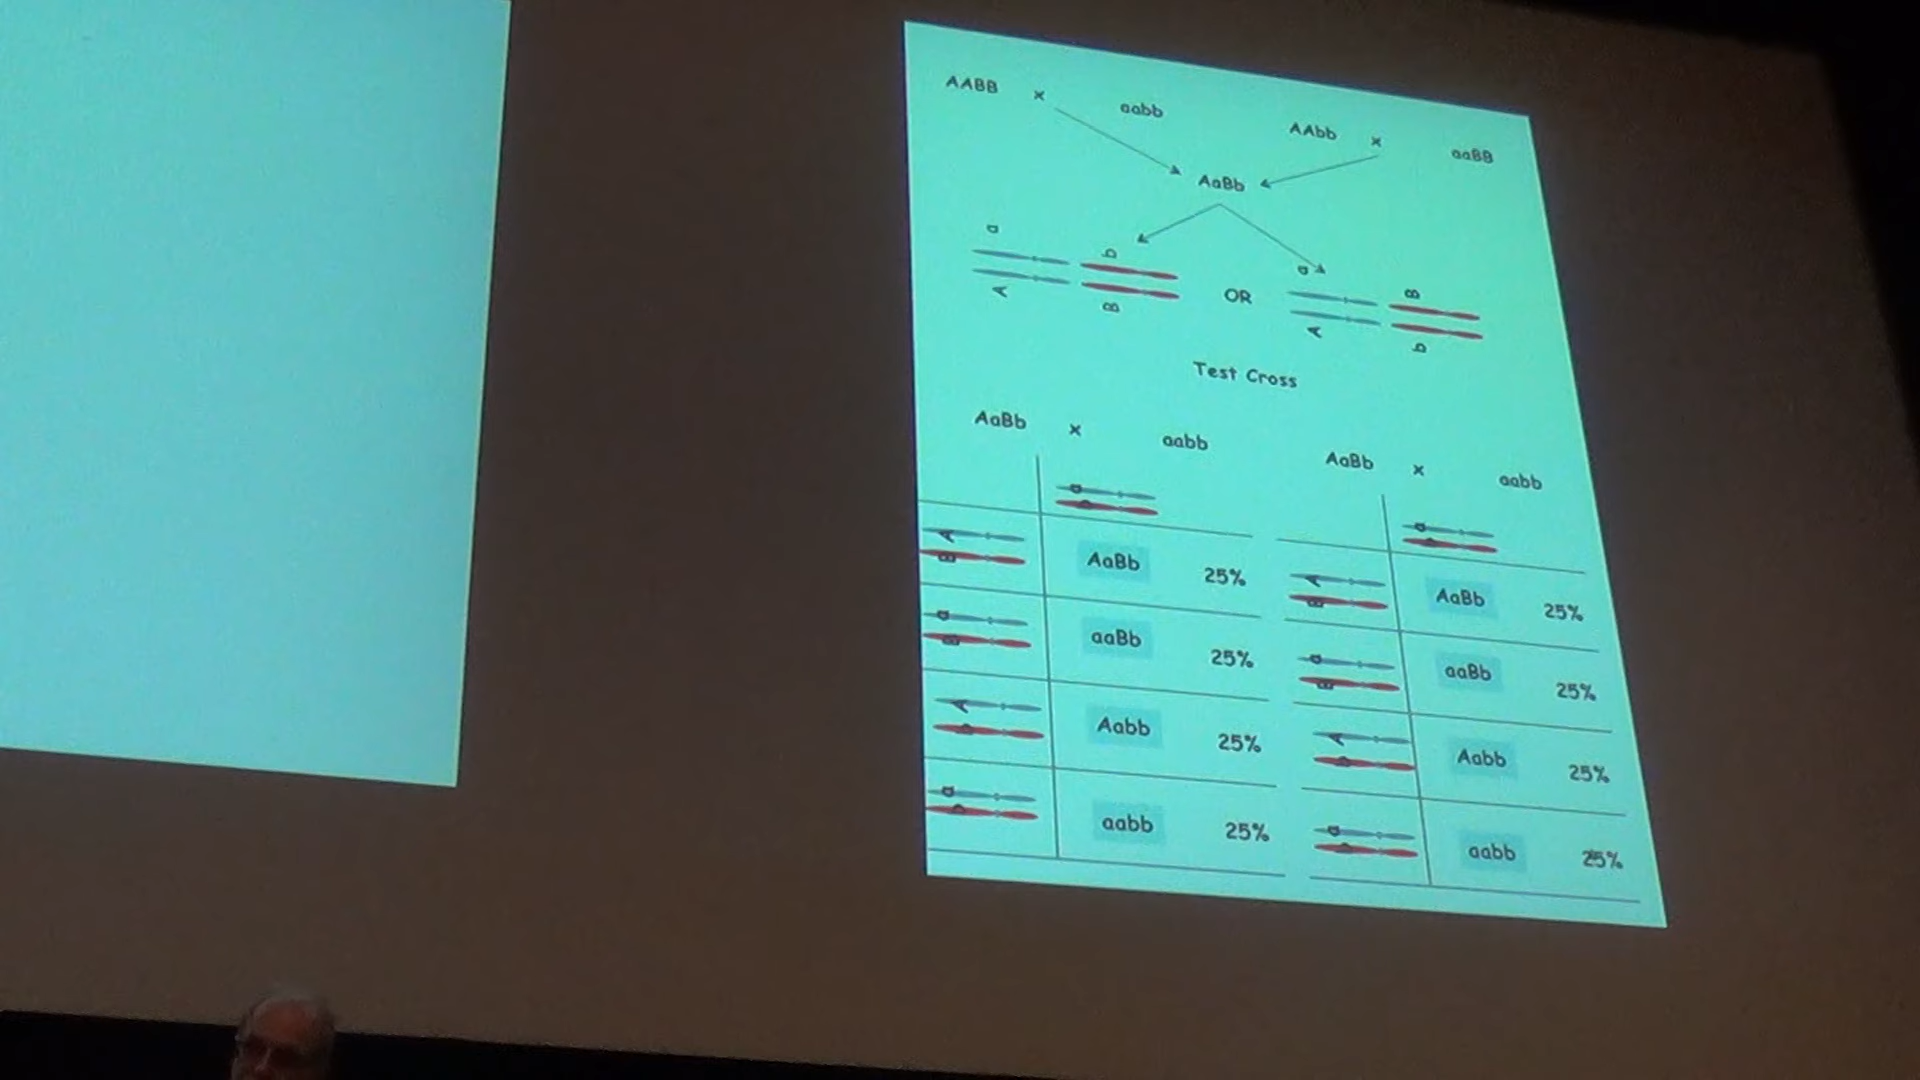 AABB x aabb AAbb x aaBB
AaBb
a b a B
A B OR A b
Test Cross
AaBb x aabb AaBb x aabb
a b a b
A B AaBb 25% A B AaBb 25%
a B aaBb 25% a B aaBb 25%
A b Aabb 25% A b Aabb 25%
a b aabb 25% a b aabb 25%